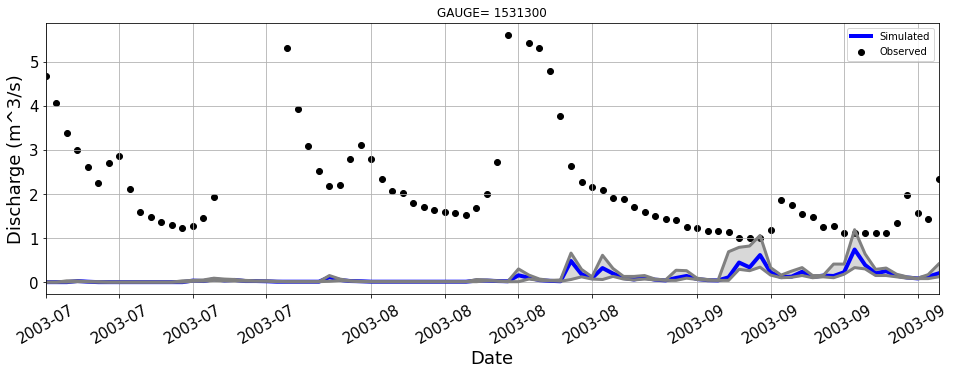 GAUGE= 1531300
Simulated
Observed
Discharge (m^3/s)
5
4
3
2
1
0
2003-07 2003-07 2003-07 2003-07 2003-08 2003-08 2003-08 2003-08 2003-09 2003-09 2003-09 2003-09
Date